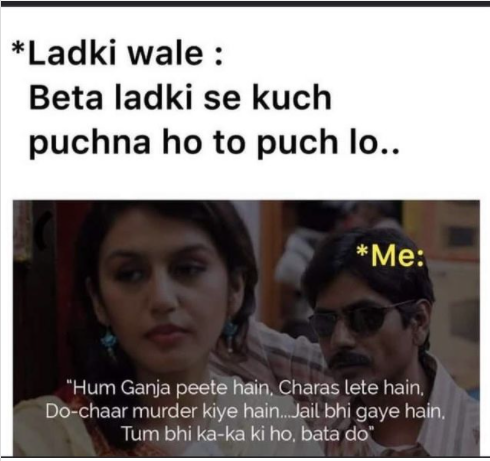 *Ladki wale :
Beta ladki se kuch
puchna ho to puch lo..
*Me:
"Hum Ganja peete hain, Charas lete hain,
Do-chaar murder kiye hain...Jail bhi gaye hain,
Tum bhi ka-ka ki ho, bata do"